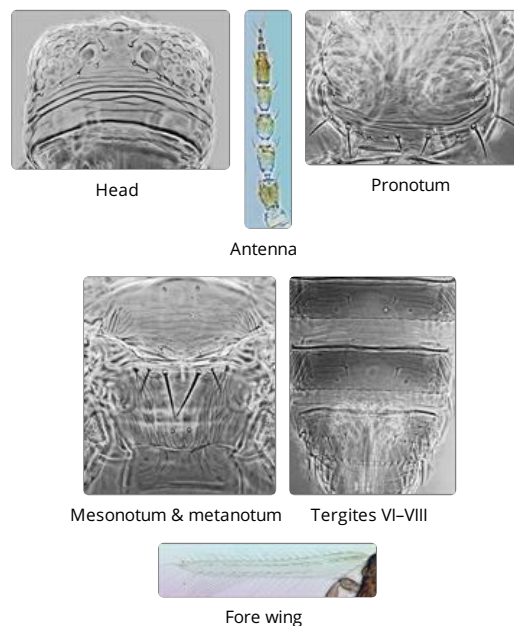 Head
Pronotum
Antenna
Mesonotum & metanotum
Tergites VI–VIII
Fore wing